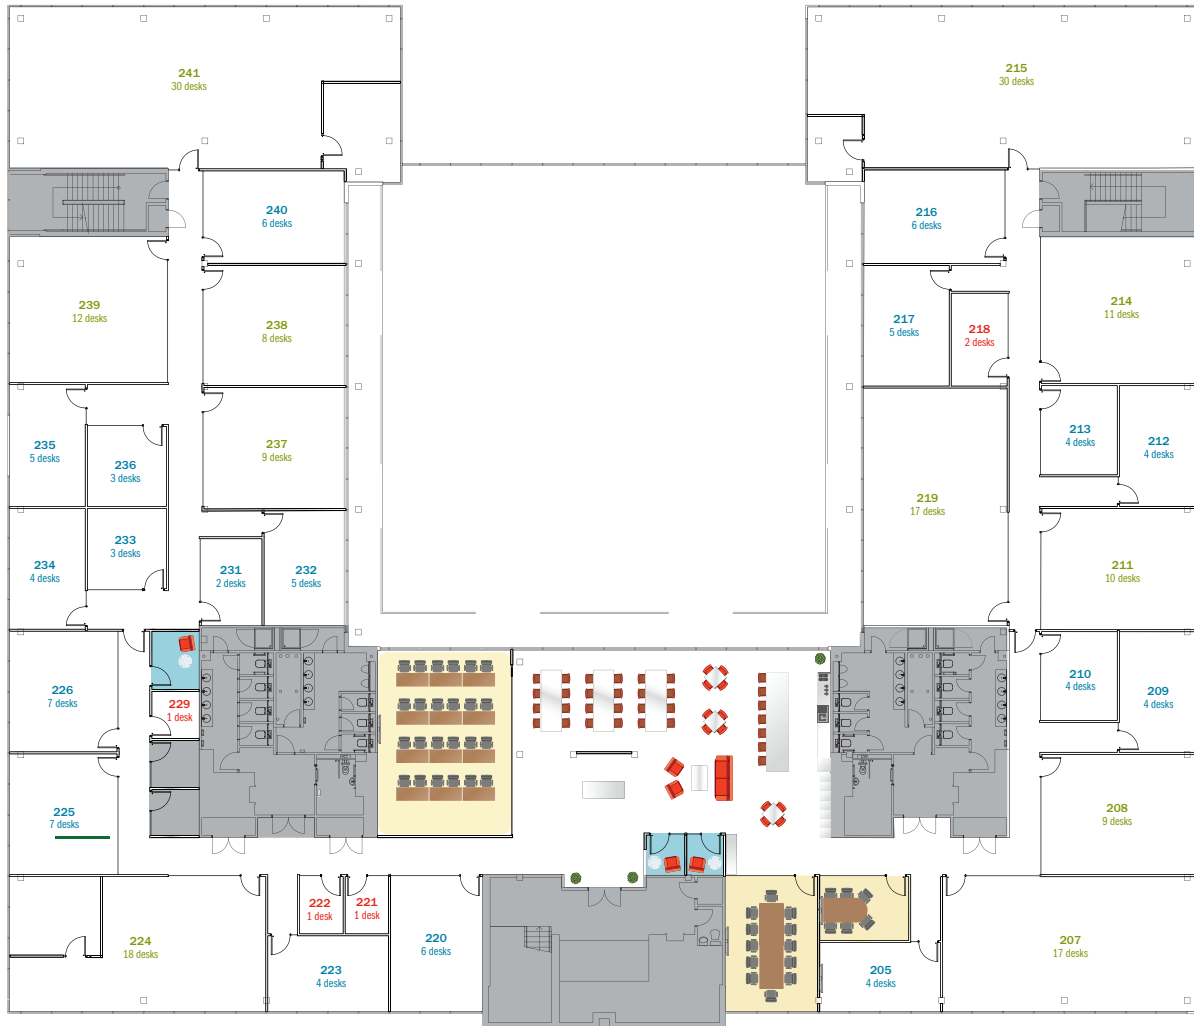 241
30 desks
215
30 desks
240
6 desks
216
6 desks
239
12 desks
238
8 desks
217
5 desks
218
2 desks
214
11 desks
235
5 desks
236
3 desks
237
9 desks
213
4 desks
212
4 desks
219
17 desks
234
4 desks
233
3 desks
231
2 desks
232
5 desks
211
10 desks
226
7 desks
229
1 desk
210
4 desks
209
4 desks
225
7 desks
208
9 desks
224
18 desks
222
1 desk
221
1 desk
223
4 desks
220
6 desks
205
4 desks
207
17 desks